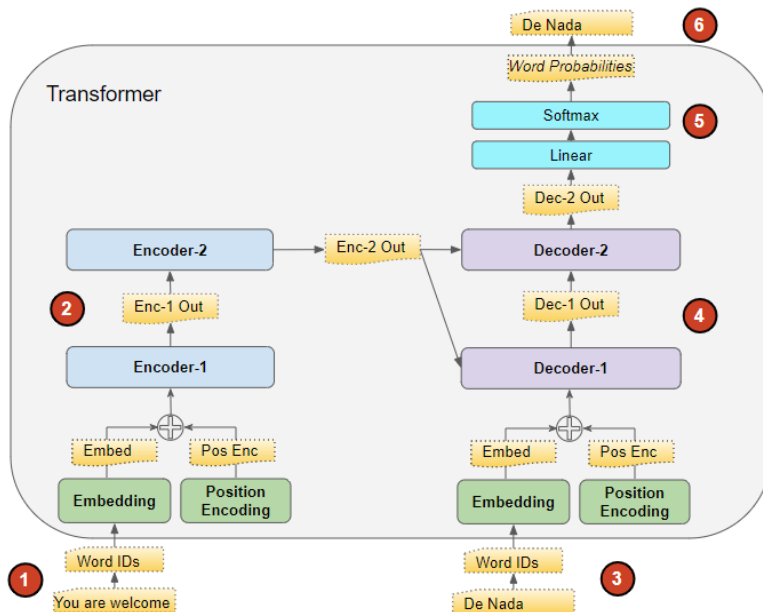 De Nada
6
Word Probabilities
Transformer
Softmax
5
Linear
Dec-2 Out
Encoder-2
Enc-2 Out
Decoder-2
2
Enc-1 Out
Dec-1 Out
4
Encoder-1
Decoder-1
Embed
Pos Enc
Embed
Pos Enc
Embedding
Position
Encoding
Embedding
Position
Encoding
1
Word IDs
Word IDs
3
You are welcome
De Nada